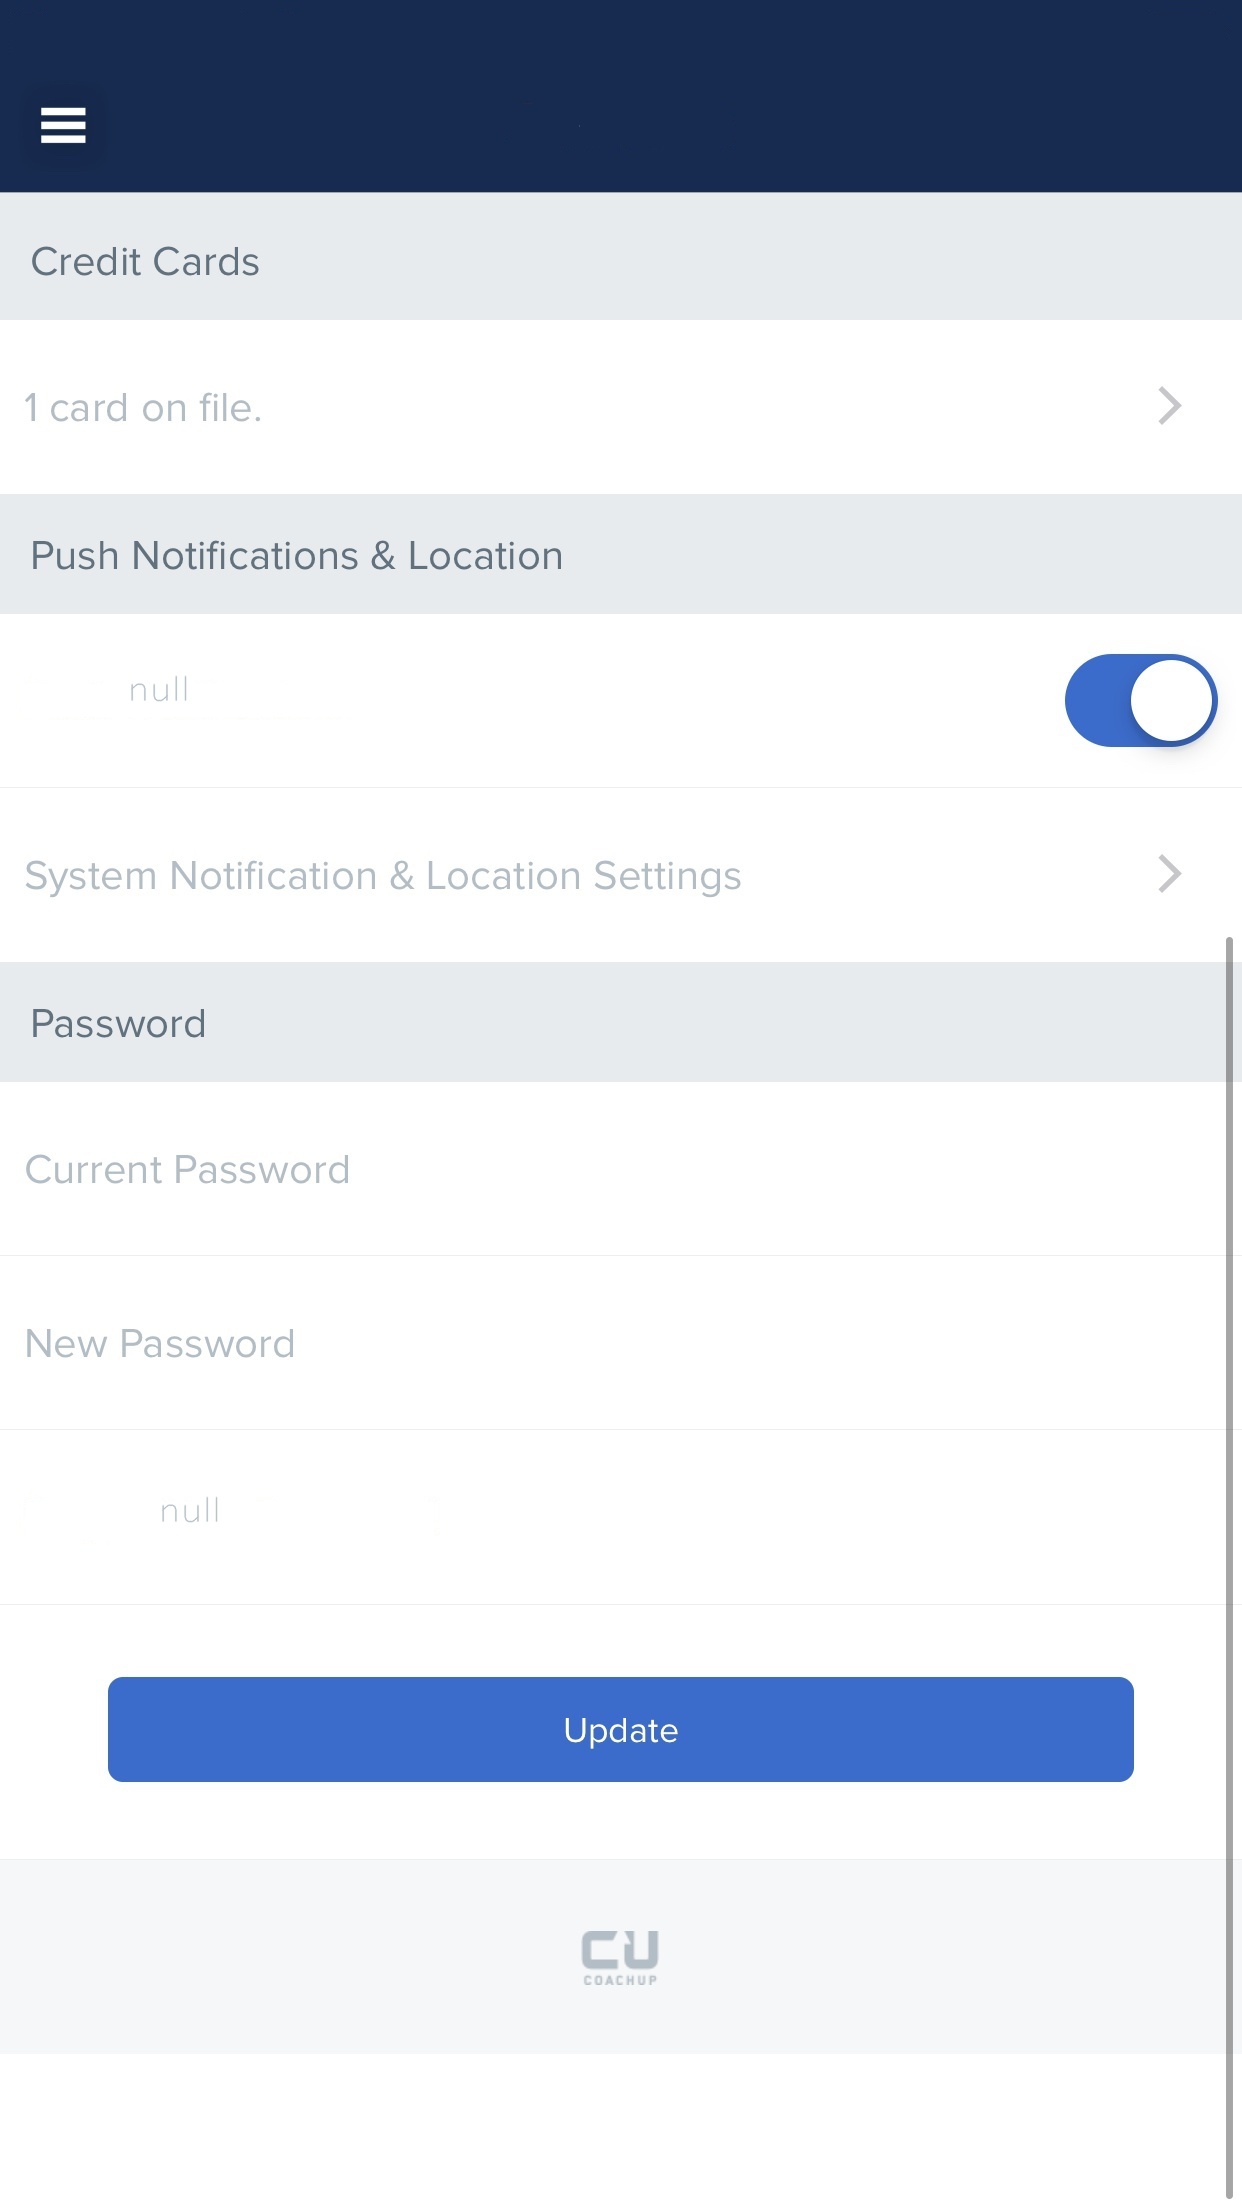 Credit Cards
1 card on file.
Push Notifications & Location
null
System Notification & Location Settings
Password
Current Password
New Password
null
Update
CU
COACHUP